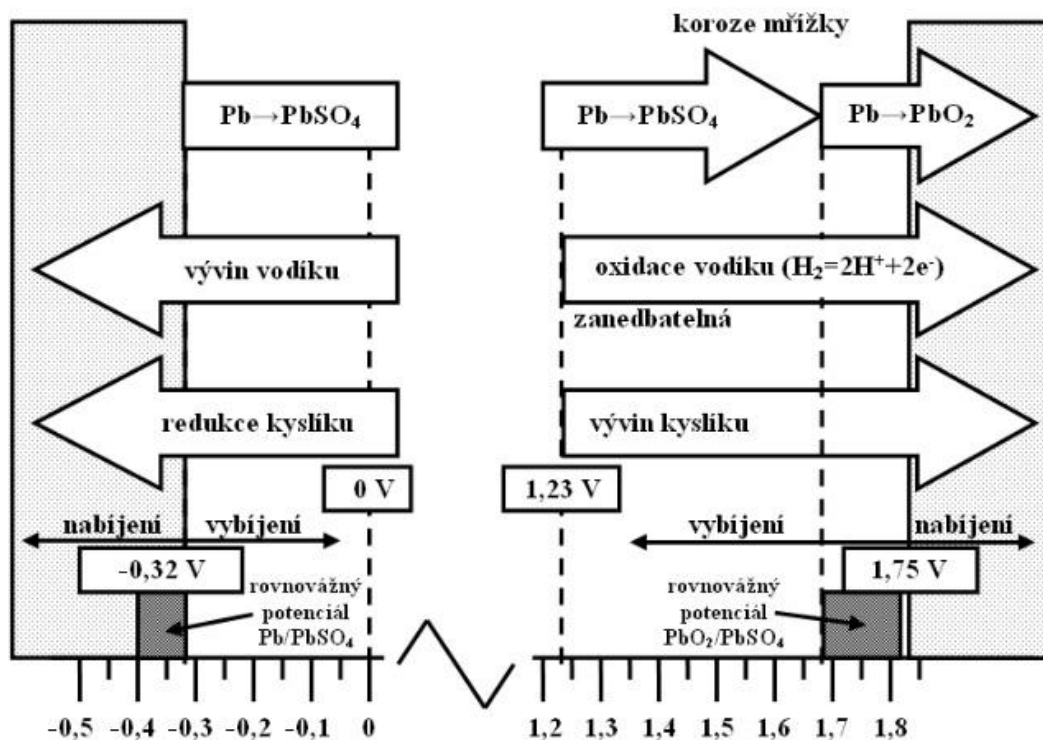 koroze mřížky
Pb→PbSO₄
Pb→PbSO₄
Pb→PbO₂
vývin vodíku
oxidace vodíku (H₂=2H⁺+2e⁻)
zanedbatelná
redukce kyslíku
vývin kyslíku
0 V
1,23 V
nabíjení
vybíjení
vybíjení
nabíjení
-0,32 V
1,75 V
rovnovážný
potenciál
Pb/PbSO₄
rovnovážný
potenciál
PbO₂/PbSO₄
-0,5 -0,4 -0,3 -0,2 -0,1 0 1,2 1,3 1,4 1,5 1,6 1,7 1,8